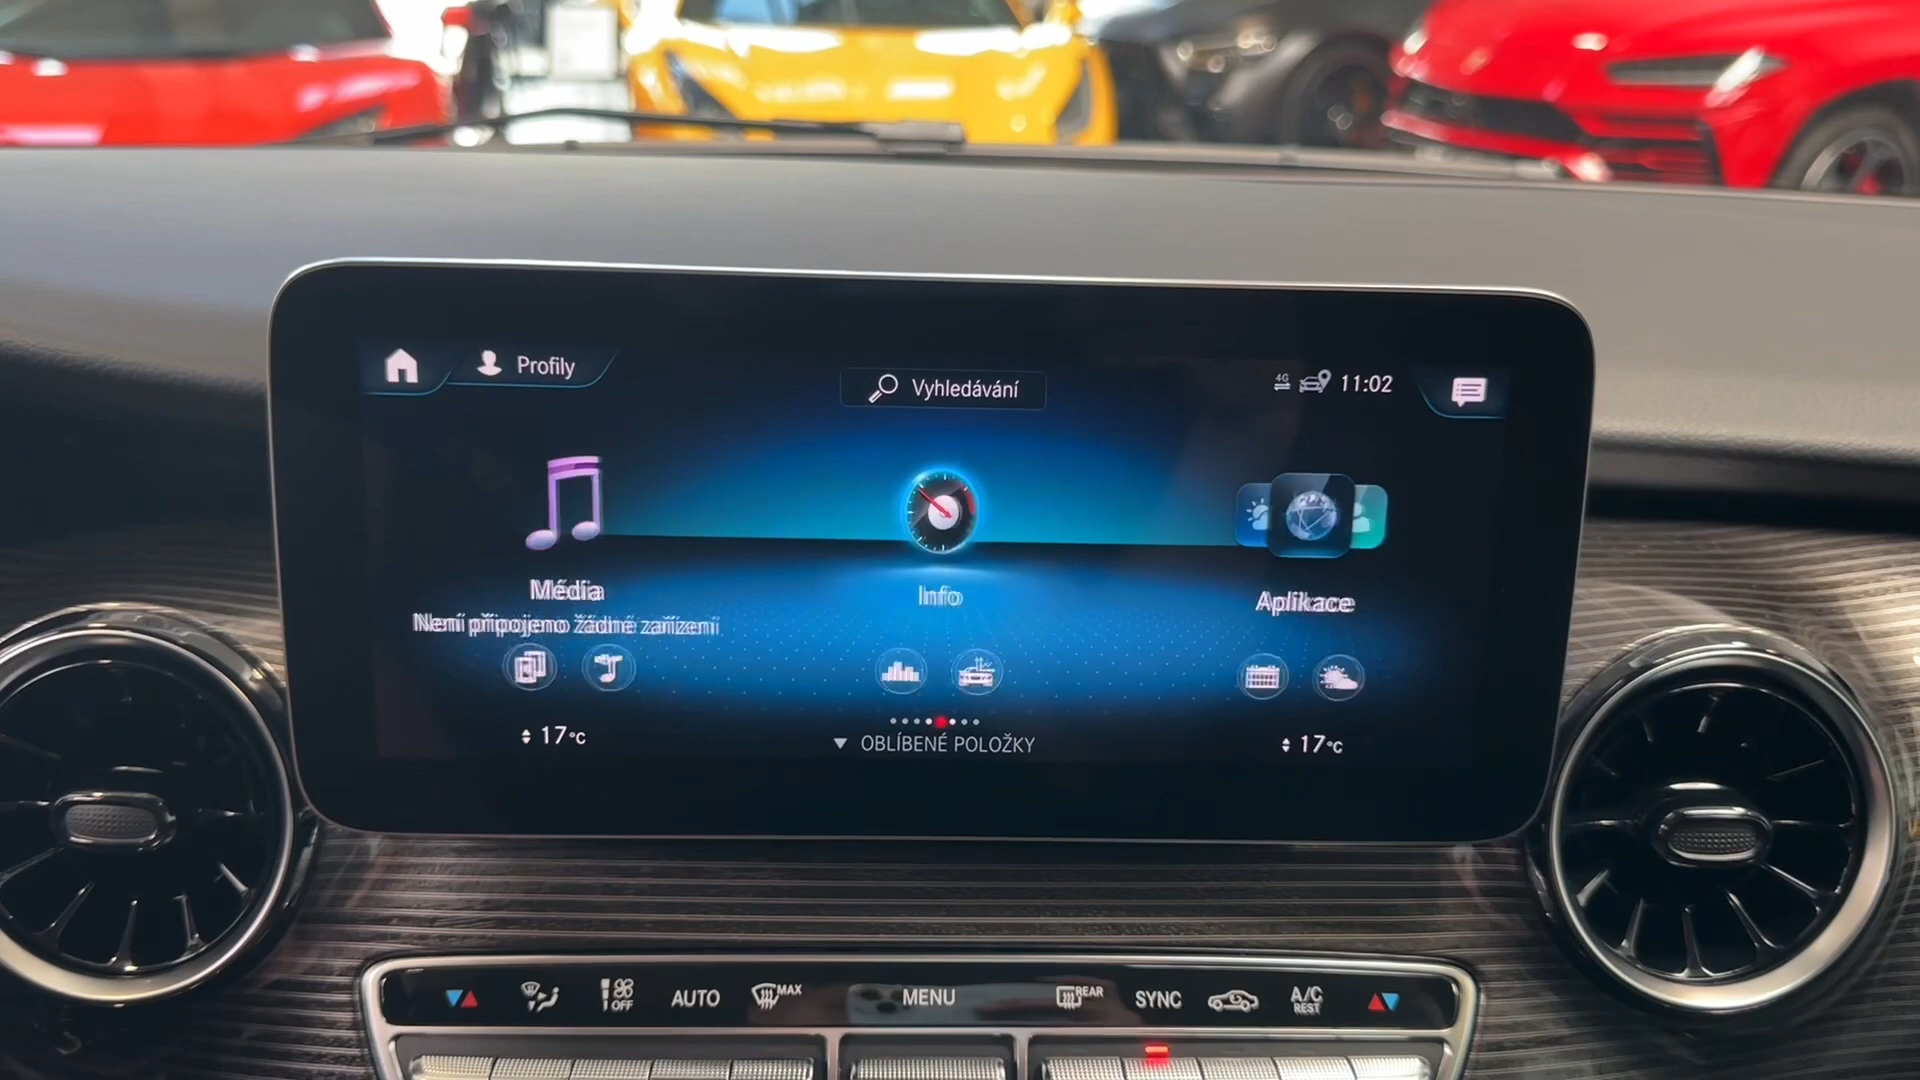 Profily
Vyhledávání
4G
11:02
Média
Není připojeno žádné zařízení
Info
Aplikace
17°C
OBLÍBENÉ POLOŽKY
17°C
OFF
AUTO
MAX
MENU
REAR
SYNC
A/C
REST